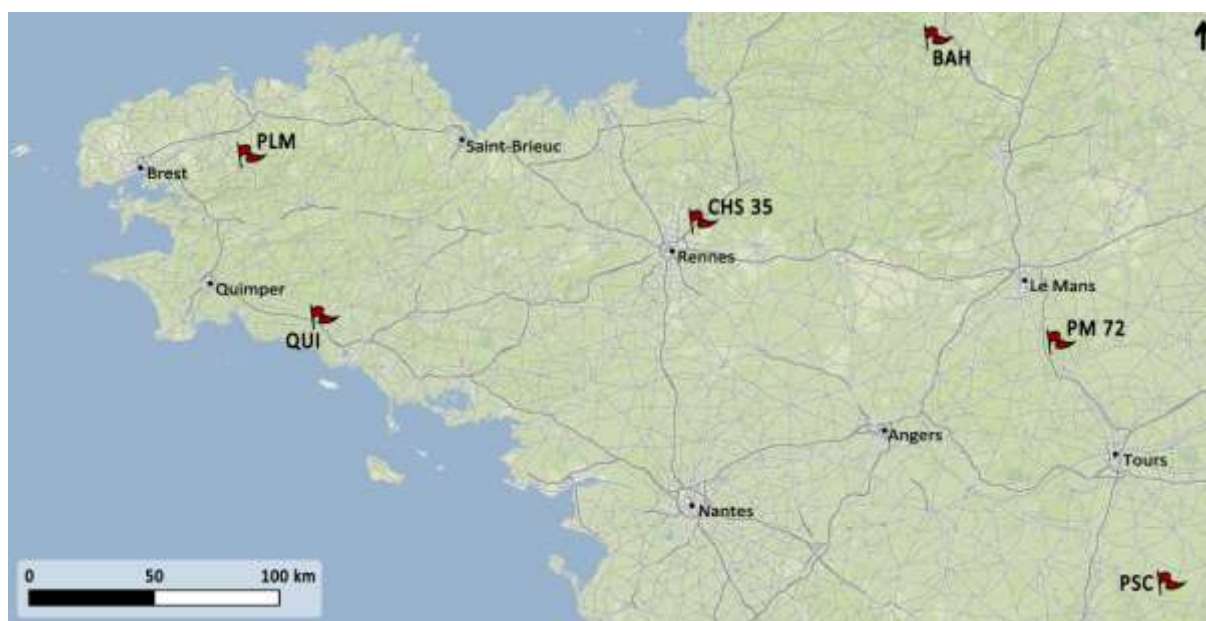 BAH
PLM
Saint-Brieuc
Brest
CHS 35
Rennes
Quimper
Le Mans
QUI
PM 72
Angers
Tours
Nantes
0 50 100 km
PSC